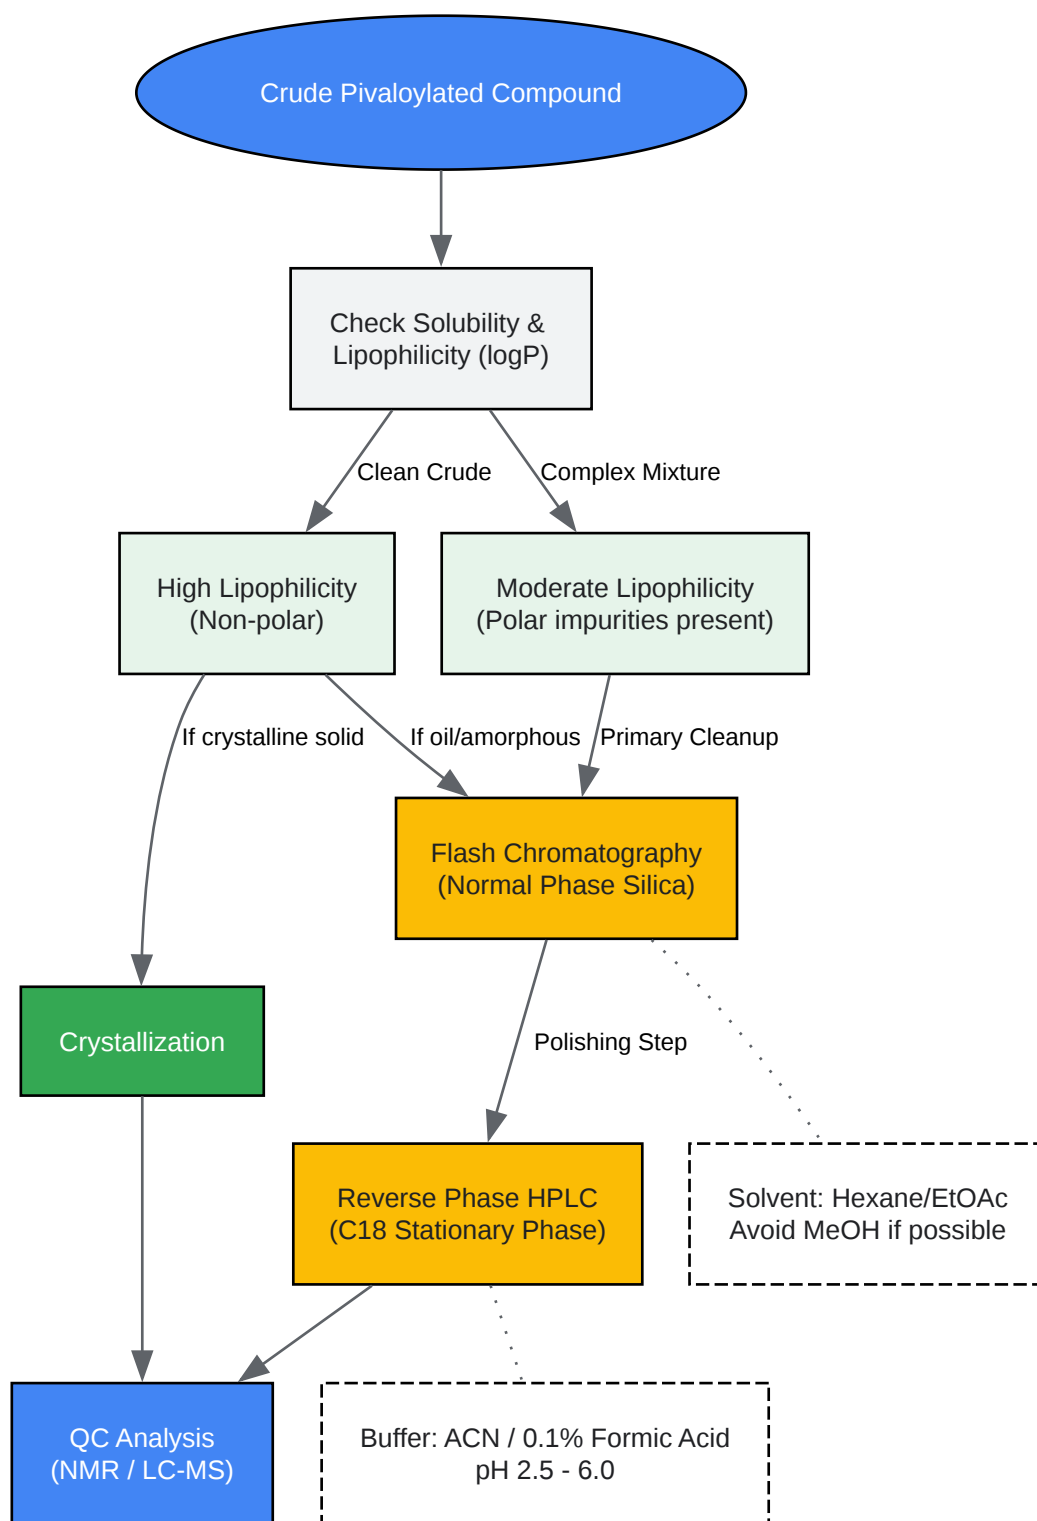 Crude Pivaloylated Compound
Check Solubility &
Lipophilicity (logP)
Clean Crude
Complex Mixture
High Lipophilicity
(Non-polar)
Moderate Lipophilicity
(Polar impurities present)
If crystalline solid
If oil/amorphous
Primary Cleanup
Flash Chromatography
(Normal Phase Silica)
Crystallization
Polishing Step
Reverse Phase HPLC
(C18 Stationary Phase)
Solvent: Hexane/EtOAc
Avoid MeOH if possible
QC Analysis
(NMR / LC-MS)
Buffer: ACN / 0.1% Formic Acid
pH 2.5 - 6.0